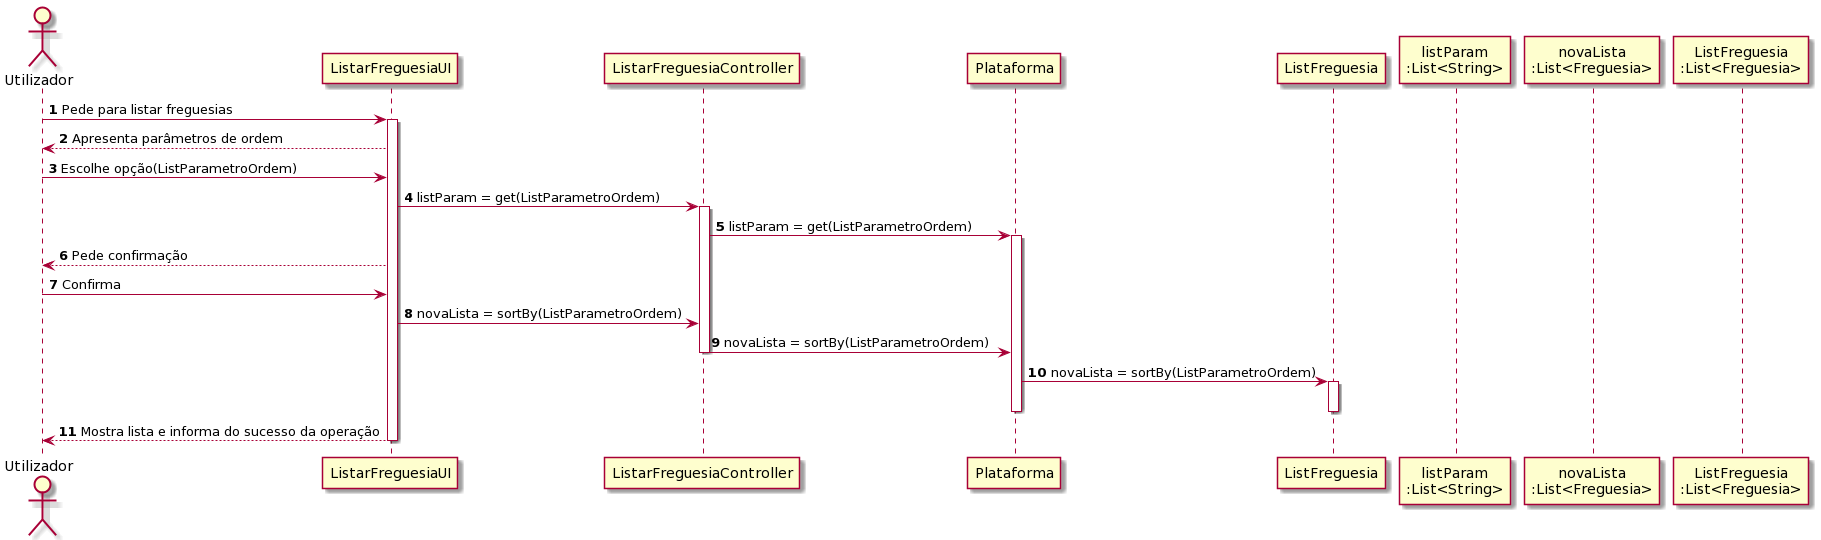 Utilizador
ListarFreguesiaUI
ListarFreguesiaController
Plataforma
ListFreguesia
listParam
:List<String>
novaLista
:List<Freguesia>
ListFreguesia
:List<Freguesia>
1 Pede para listar freguesias
2 Apresenta parâmetros de ordem
3 Escolhe opção(ListParametroOrdem)
4 listParam = get(ListParametroOrdem)
5 listParam = get(ListParametroOrdem)
6 Pede confirmação
7 Confirma
8 novaLista = sortBy(ListParametroOrdem)
9 novaLista = sortBy(ListParametroOrdem)
10 novaLista = sortBy(ListParametroOrdem)
11 Mostra lista e informa do sucesso da operação
Utilizador
ListarFreguesiaUI
ListarFreguesiaController
Plataforma
ListFreguesia
listParam
:List<String>
novaLista
:List<Freguesia>
ListFreguesia
:List<Freguesia>